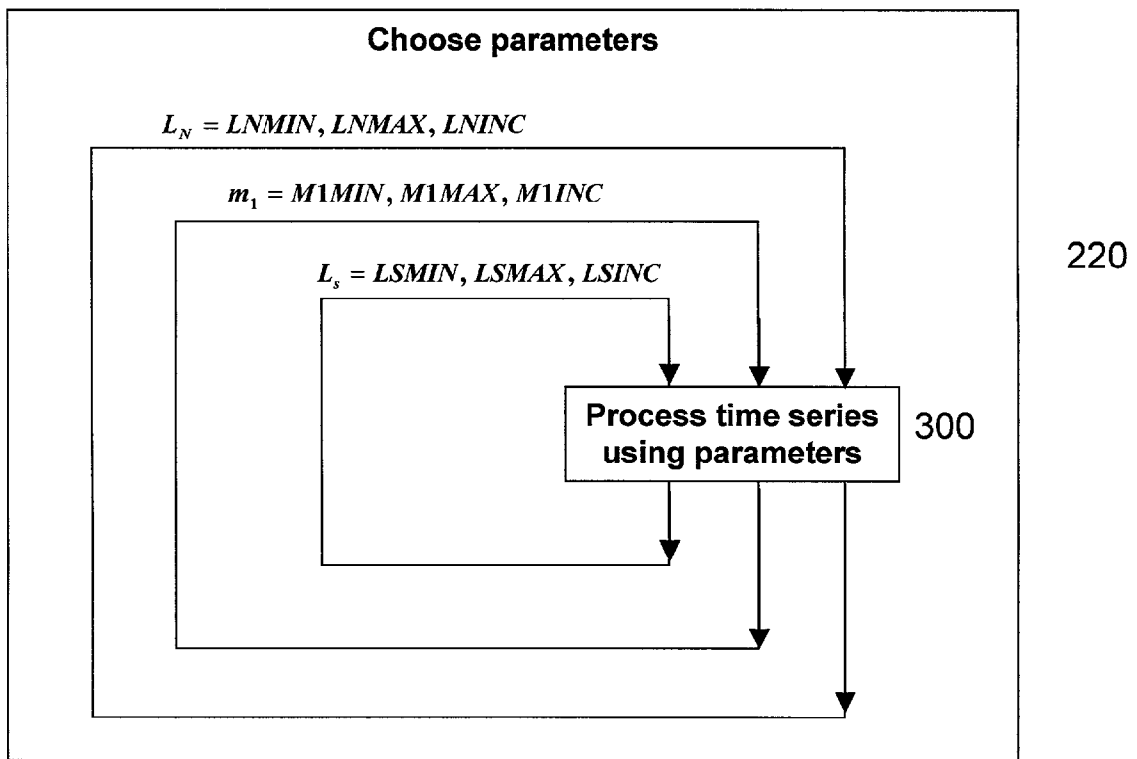 Choose parameters
L_N = LNMIN, LNMAX, LNINC
m_1 = M1MIN, M1MAX, M1INC
L_s = LSMIN, LSMAX, LSINC
220
Process time series
using parameters
300